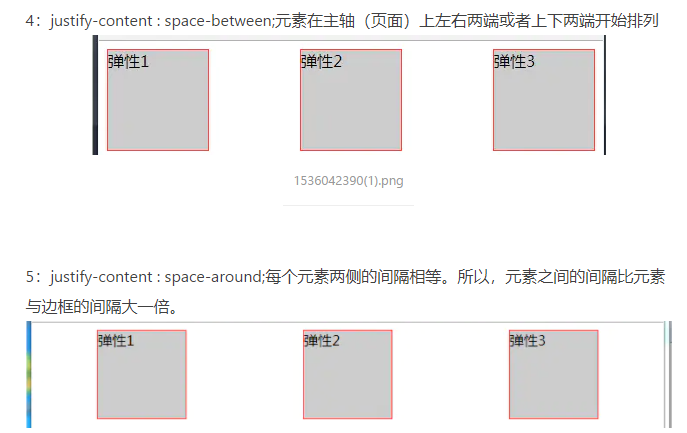 4：justify-content : space-between;元素在主轴（页面）上左右两端或者上下两端开始排列
弹性1
弹性2
弹性3
1536042390(1).png
5：justify-content : space-around;每个元素两侧的间隔相等。所以，元素之间的间隔比元素
与边框的间隔大一倍。
弹性1
弹性2
弹性3